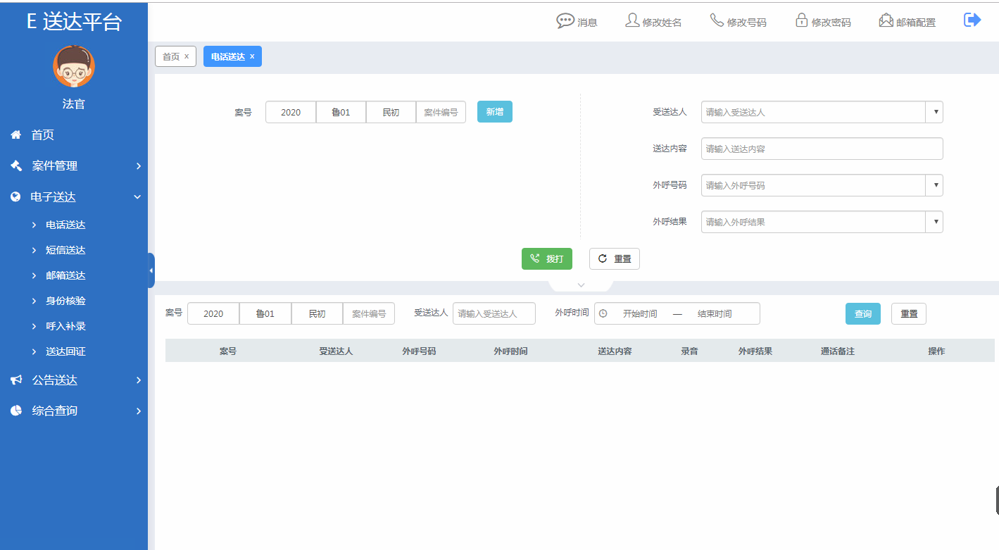 E 送达平台
消息 修改姓名 修改号码 修改密码 邮箱配置
首页 x 电话送达 x
法官
首页
案件管理
电子送达
电话送达
短信送达
邮箱送达
身份核验
呼入补录
送达回证
公告送达
综合查询
案号 2020 鲁01 民初 案件编号 新增
受送达人 请输入受送达人
送达内容 请输入送达内容
外呼号码 请输入外呼号码
外呼结果 请输入外呼结果
拨打 重置
案号 2020 鲁01 民初 案件编号 受送达人 请输入受送达人 外呼时间 开始时间 — 结束时间 查询 重置
案号 受送达人 外呼号码 外呼时间 送达内容 录音 外呼结果 通话备注 操作